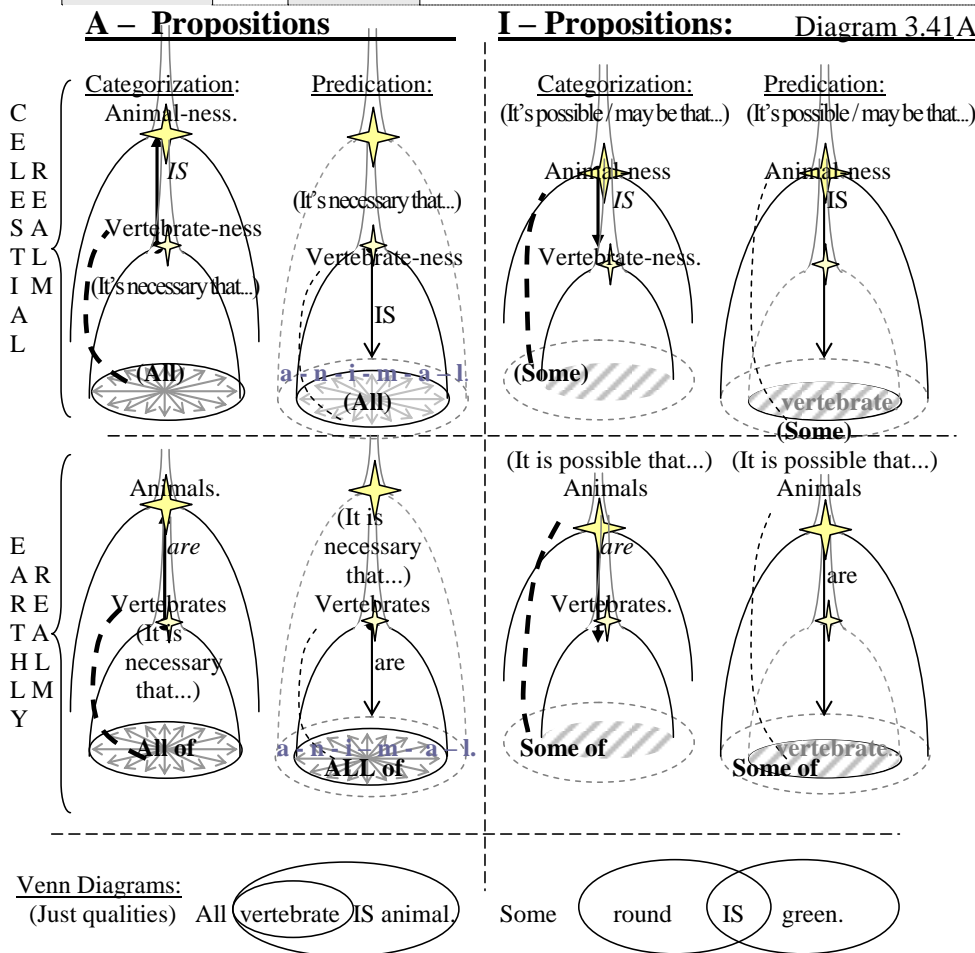 A – Propositions
I – Propositions:
Diagram 3.41A
C
E
L R
E E
S A
T L
I M
A
L
Categorization:
Animal-ness.
IS
Vertebrate-ness
(It's necessary that...)
(All)
Predication:
(It's necessary that...)
Vertebrate-ness
IS
a - n - i - m - a – l.
(All)
Categorization:
(It's possible / may be that...)
Animal-ness
IS
Vertebrate-ness.
(Some)
Predication:
(It's possible / may be that...)
Animal-ness
IS
vertebrate
(Some)
E
A R
R E
T A
H L
L M
Y
Animals.
are
Vertebrates
(It is
necessary
that...)
All of
(It is
necessary
that...)
Vertebrates
are
a - n - i – m - a – l.
ALL of
(It is possible that...)
Animals
are
Vertebrates.
Some of
(It is possible that...)
Animals
are
vertebrate.
Some of
Venn Diagrams:
(Just qualities) All vertebrate IS animal.
Some round IS green.